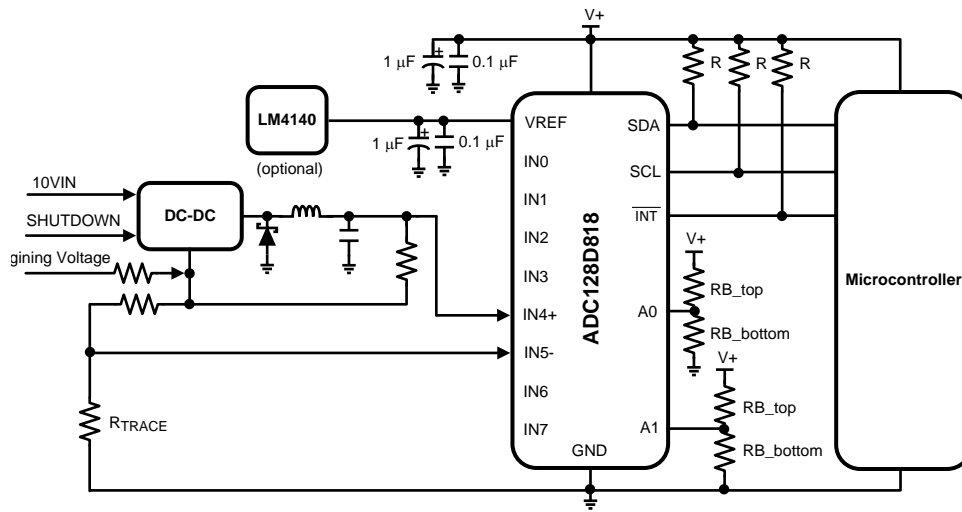 V+
1 μF
+
0.1 μF
R
R
R
LM4140
(optional)
1 μF
+
0.1 μF
VREF
IN0
IN1
IN2
IN3
IN4+
IN5-
IN6
IN7
GND
ADC128D818
SDA
SCL
INT
A0
A1
10VIN
SHUTDOWN
gining Voltage
DC-DC
RTRACE
V+
RB_top
RB_bottom
V+
RB_top
RB_bottom
Microcontroller